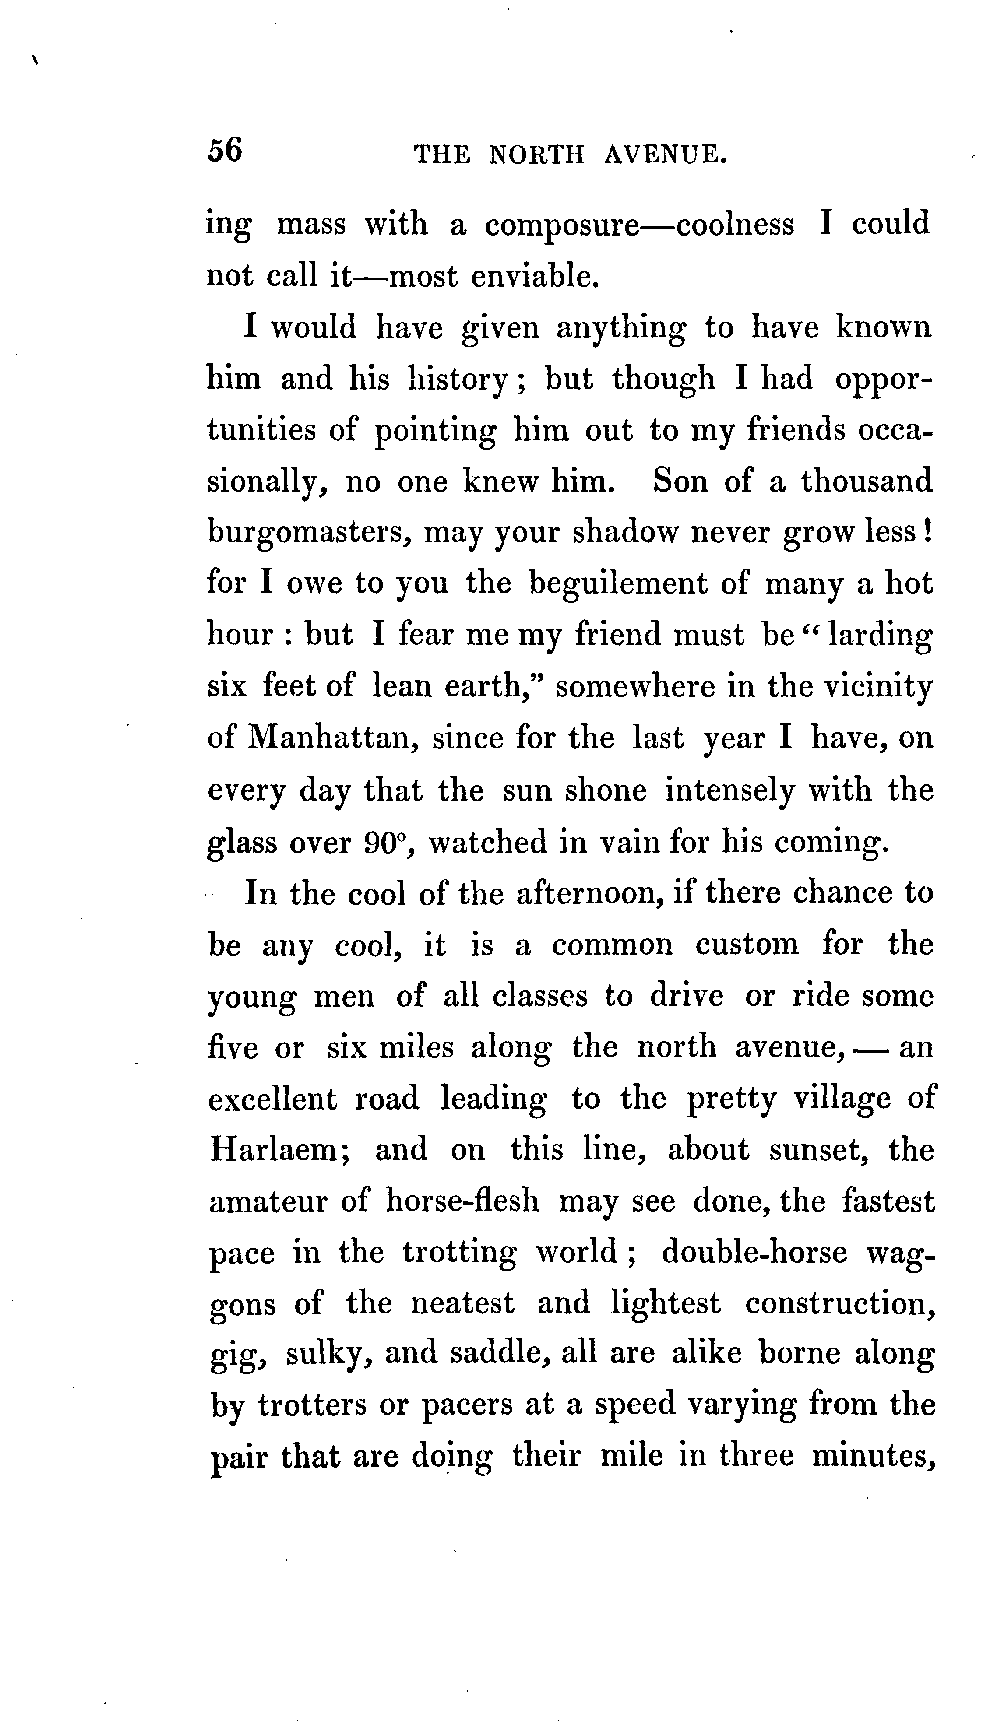 56 THE NORTH AVENUE.
ing mass with a composure—coolness I could
not call it—most enviable.
I would have given anything to have known
him and his history; but though I had oppor-
tunities of pointing him out to my friends occa-
sionally, no one knew him. Son of a thousand
burgomasters, may your shadow never grow less!
for I owe to you the beguilement of many a hot
hour : but I fear me my friend must be “ larding
six feet of lean earth,” somewhere in the vicinity
of Manhattan, since for the last year I have, on
every day that the sun shone intensely with the
glass over 90°, watched in vain for his coming.
In the cool of the afternoon, if there chance to
be any cool, it is a common custom for the
young men of all classes to drive or ride some
five or six miles along the north avenue, — an
excellent road leading to the pretty village of
Harlaem; and on this line, about sunset, the
amateur of horse-flesh may see done, the fastest
pace in the trotting world ; double-horse wag-
gons of the neatest and lightest construction,
gig, sulky, and saddle, all are alike borne along
by trotters or pacers at a speed varying from the
pair that are doing their mile in three minutes,